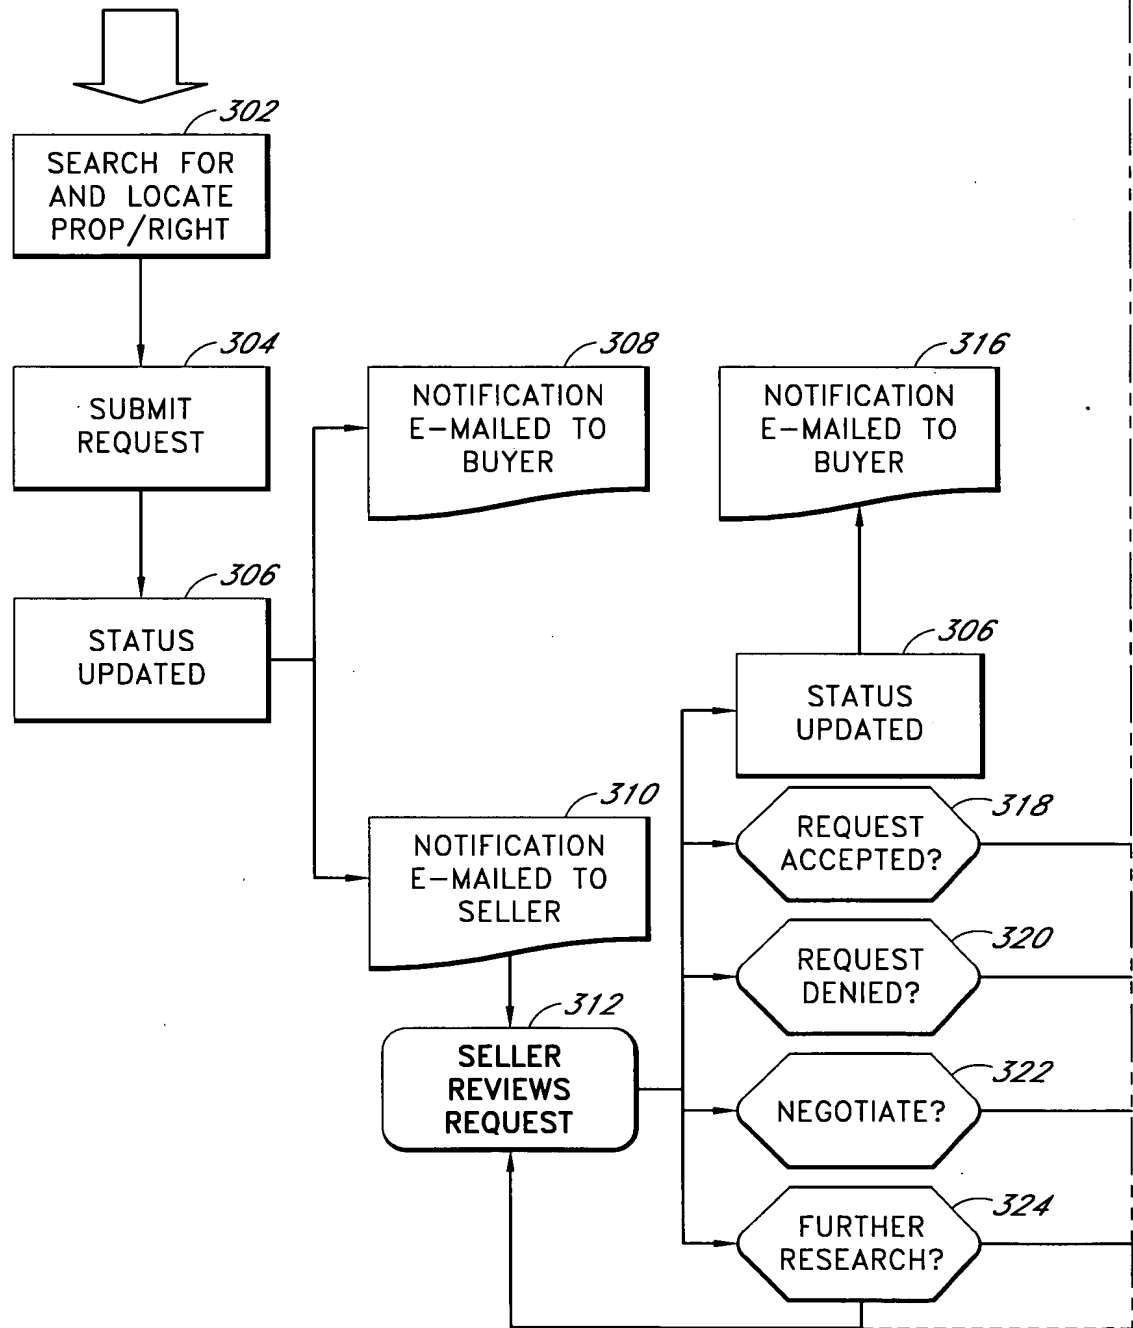 302
SEARCH FOR
AND LOCATE
PROP/RIGHT
304
SUBMIT
REQUEST
306
STATUS
UPDATED
308
NOTIFICATION
E-MAILED TO
BUYER
310
NOTIFICATION
E-MAILED TO
SELLER
312
SELLER
REVIEWS
REQUEST
316
NOTIFICATION
E-MAILED TO
BUYER
306
STATUS
UPDATED
318
REQUEST
ACCEPTED?
320
REQUEST
DENIED?
322
NEGOTIATE?
324
FURTHER
RESEARCH?